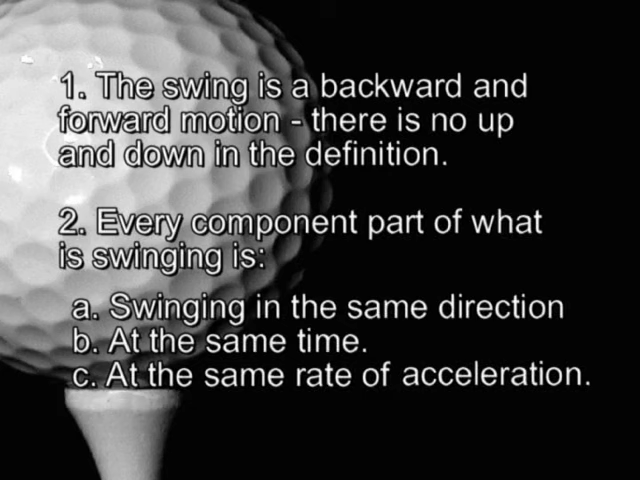 1. The swing is a backward and
forward motion - there is no up
and down in the definition.
2. Every component part of what
is swinging is:
a. Swinging in the same direction
b. At the same time.
c. At the same rate of acceleration.